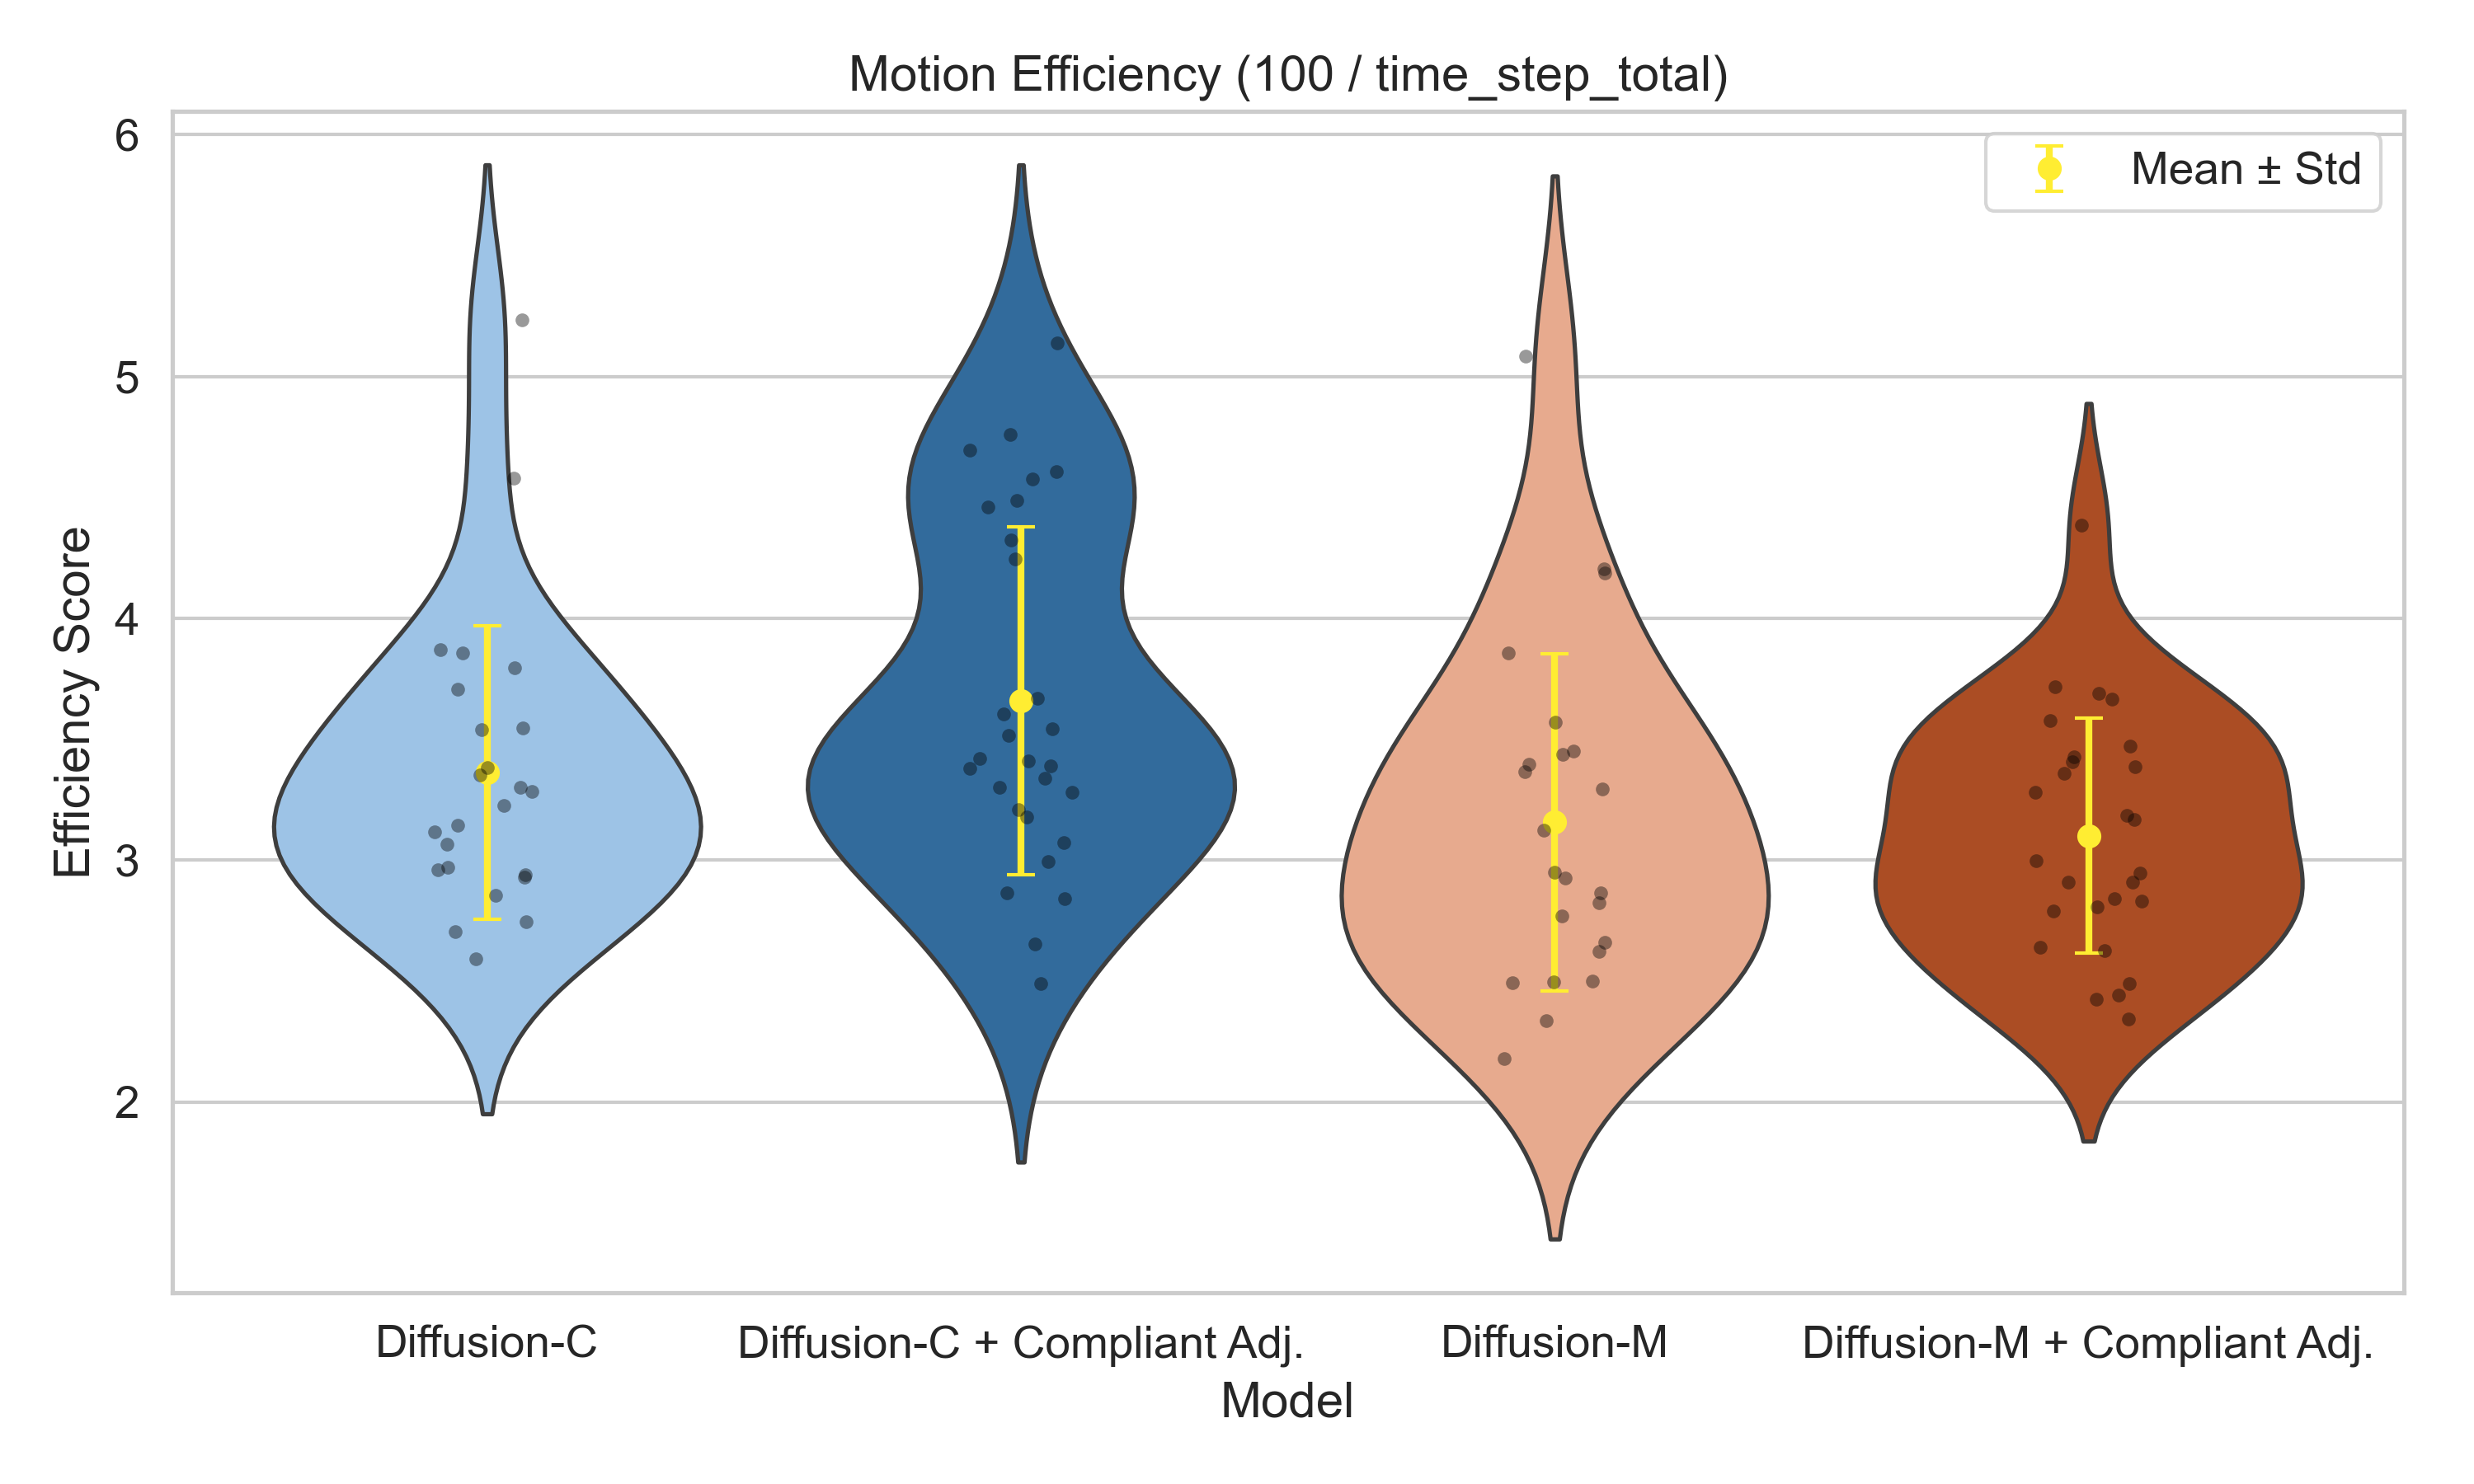 Motion Efficiency (100 / time_step_total)
Mean ± Std
Efficiency Score
6
5
4
3
2
Diffusion-C
Diffusion-C + Compliant Adj.
Diffusion-M
Diffusion-M + Compliant Adj.
Model